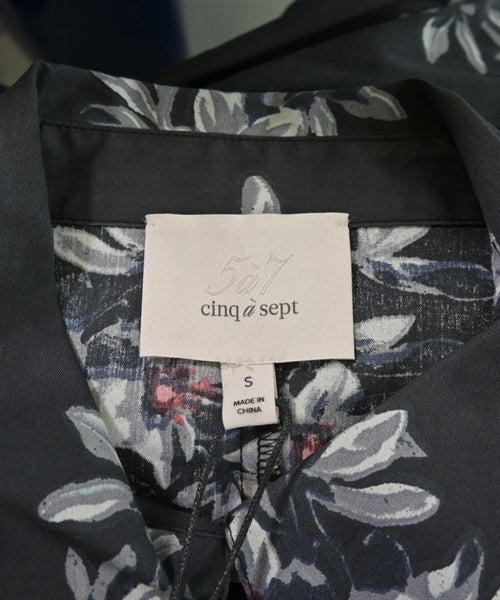 5à7
cinq à sept
S
MADE IN
CHINA